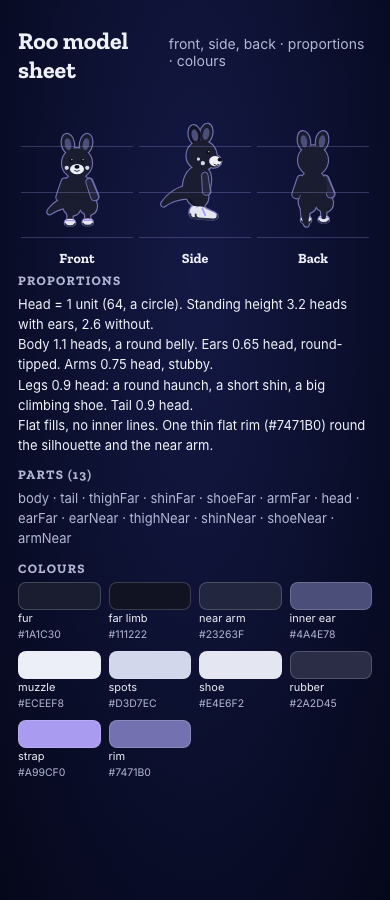 Roo model sheet
front, side, back · proportions · colours
Front Side Back
PROPORTIONS
Head = 1 unit (64, a circle). Standing height 3.2 heads
with ears, 2.6 without.
Body 1.1 heads, a round belly. Ears 0.65 head, round-
tipped. Arms 0.75 head, stubby.
Legs 0.9 head: a round haunch, a short shin, a big
climbing shoe. Tail 0.9 head.
Flat fills, no inner lines. One thin flat rim (#7471B0) round
the silhouette and the near arm.
PARTS (13)
body · tail · thighFar · shinFar · shoeFar · armFar · head ·
earFar · earNear · thighNear · shinNear · shoeNear ·
armNear
COLOURS
fur far limb near arm inner ear
#1A1C30 #111222 #23263F #4A4E78
muzzle spots shoe rubber
#ECEEF8 #D3D7EC #E4E6F2 #2A2D45
strap rim
#A99CF0 #7471B0